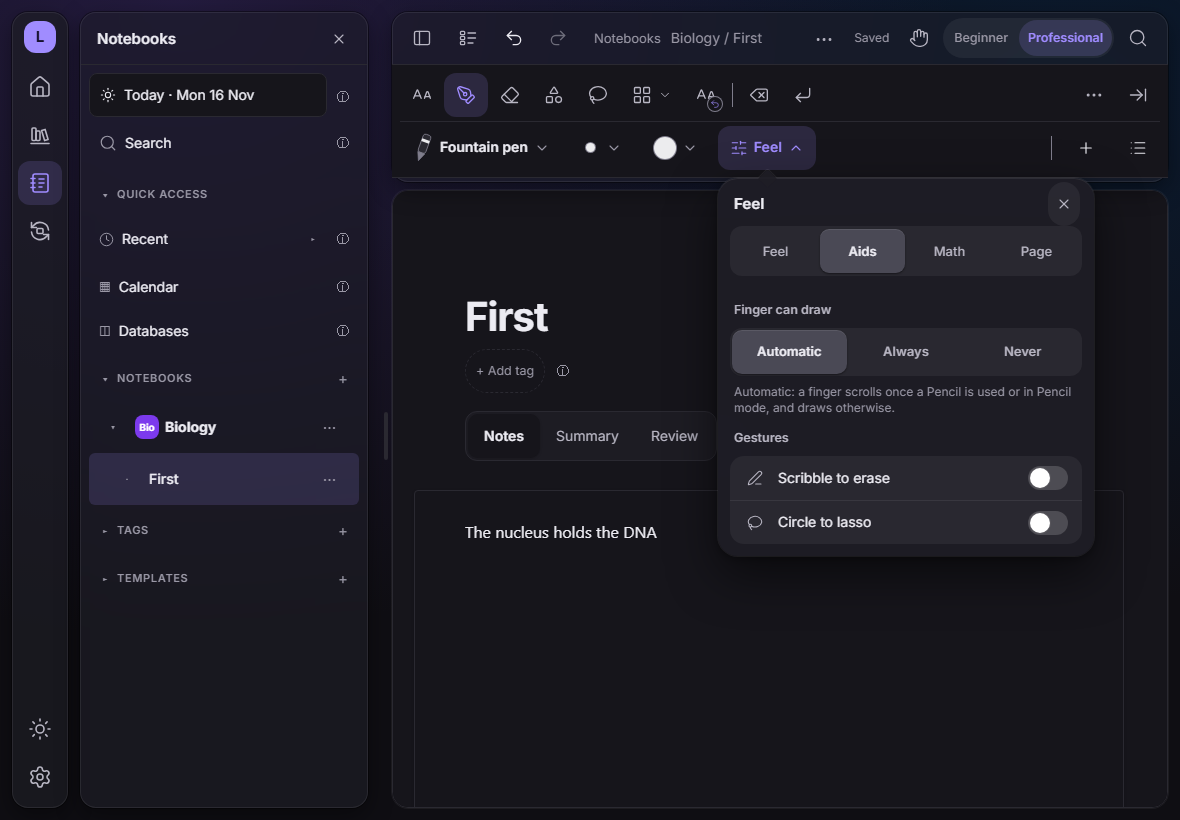 L
Notebooks
Today · Mon 16 Nov
Search
QUICK ACCESS
Recent
Calendar
Databases
NOTEBOOKS
Bio Biology
First
TAGS
TEMPLATES
Notebooks Biology / First
Saved
Beginner Professional
AA
AA
Fountain pen
Feel
First
+ Add tag
Notes Summary Review
The nucleus holds the DNA
Feel
Feel Aids Math Page
Finger can draw
Automatic Always Never
Automatic: a finger scrolls once a Pencil is used or in Pencil
mode, and draws otherwise.
Gestures
Scribble to erase
Circle to lasso